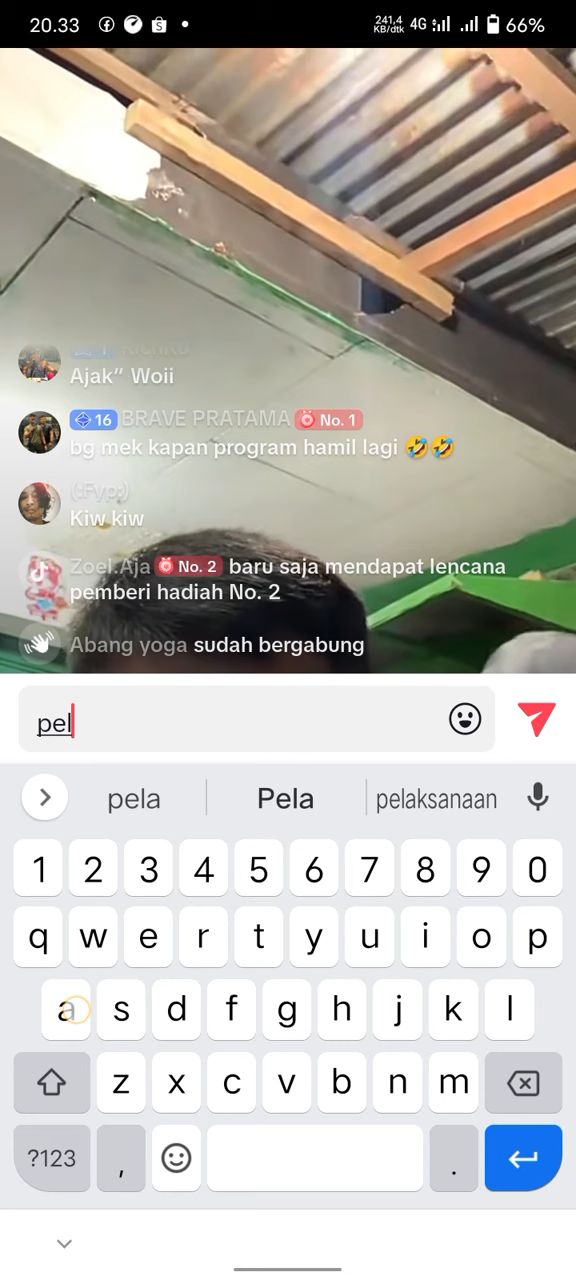 20.33 241,4 KB/dtk 4G 66%
Ajak” Woii
16 BRAVE PRATAMA No. 1
bg mek kapan program hamil lagi 🤣🤣
(:Fyp:)
Kiw kiw
Zoel.Aja No. 2 baru saja mendapat lencana
pemberi hadiah No. 2
Abang yoga sudah bergabung
pel
pela Pela pelaksanaan
1 2 3 4 5 6 7 8 9 0
q w e r t y u i o p
a s d f g h j k l
z x c v b n m
?123 , .